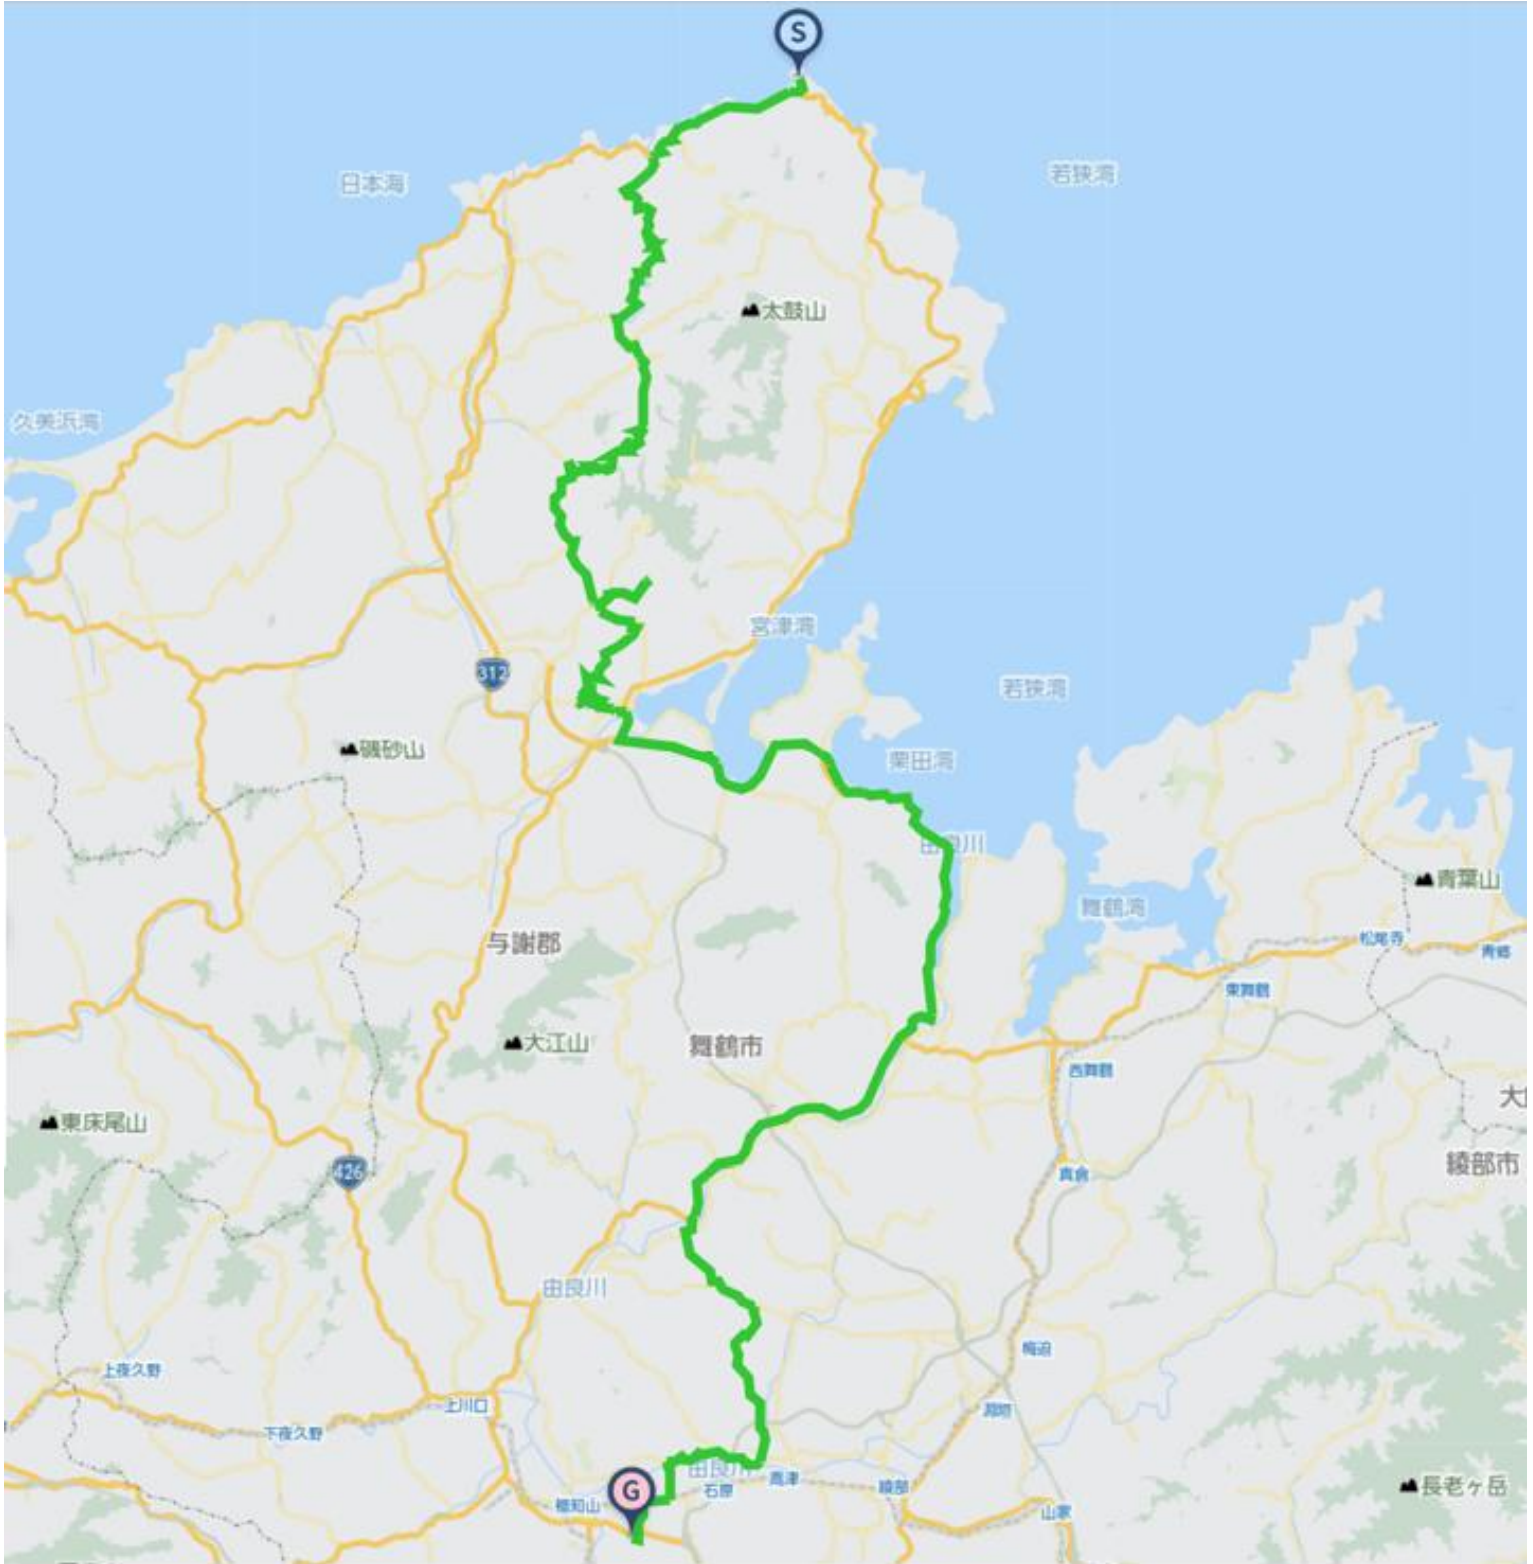 S
日本海
若狭湾
太鼓山
久美浜湾
宮津湾
312
若狭湾
磯砂山
栗田湾
由良川
青葉山
舞鶴湾
与謝郡
松尾寺
青郷
東舞鶴
大江山
舞鶴市
西舞鶴
東床尾山
426
真倉
綾部市
由良川
梅迫
上夜久野
上川口
淵垣
下夜久野
由良川
高津
G
石原
綾部
長老ヶ岳
福知山
山家